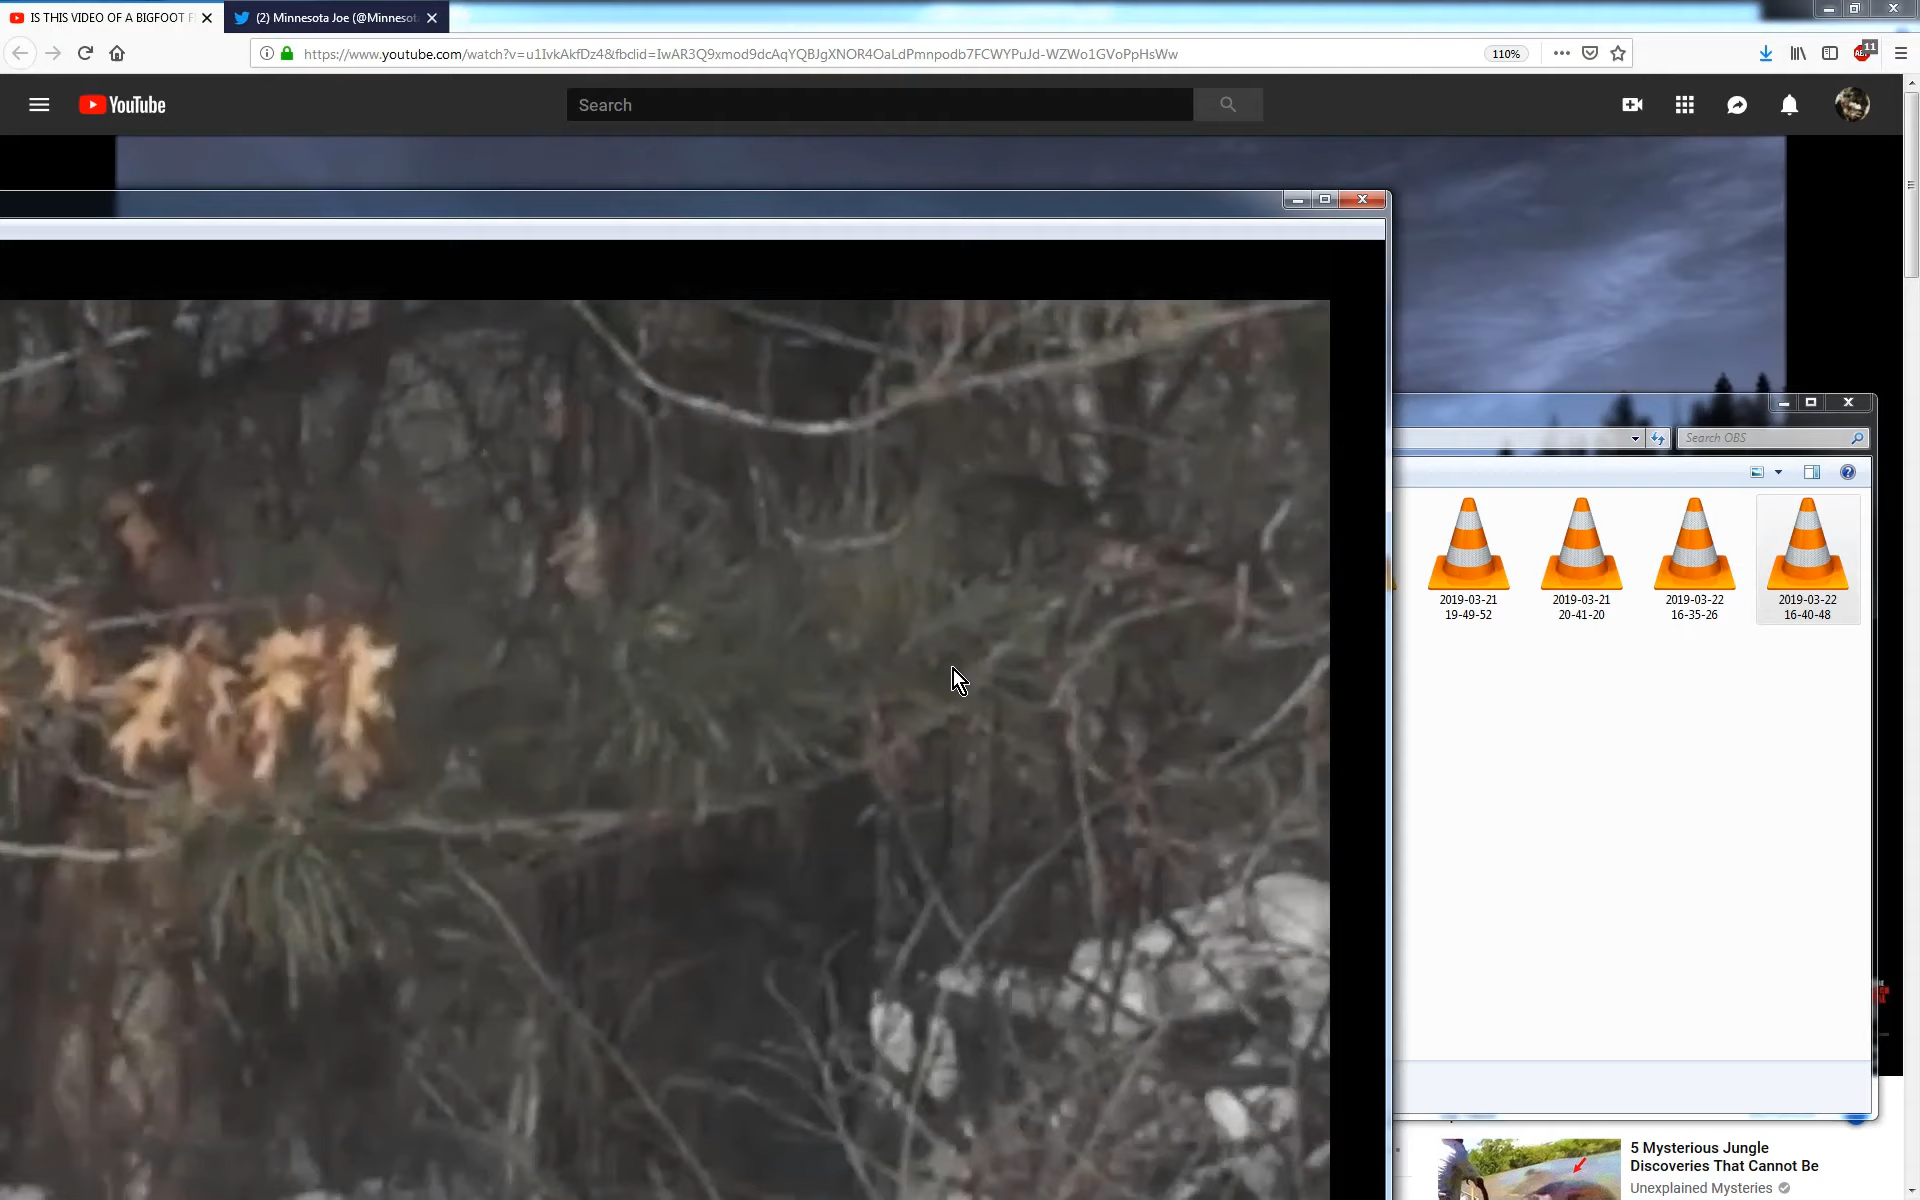 IS THIS VIDEO OF A BIGFOOT F
(2) Minnesota Joe (@Minnesot
https://www.youtube.com/watch?v=u1IvkAkfDz4&fbclid=IwAR3Q9xmod9dcAqYQBJgXNOR4OaLdPmnpodb7FCWYPuJd-WZWo1GVoPpHsWw
110%
11
YouTube
Search
Search OBS
2019-03-21
19-49-52
2019-03-21
20-41-20
2019-03-22
16-35-26
2019-03-22
16-40-48
5 Mysterious Jungle
Discoveries That Cannot Be
Unexplained Mysteries